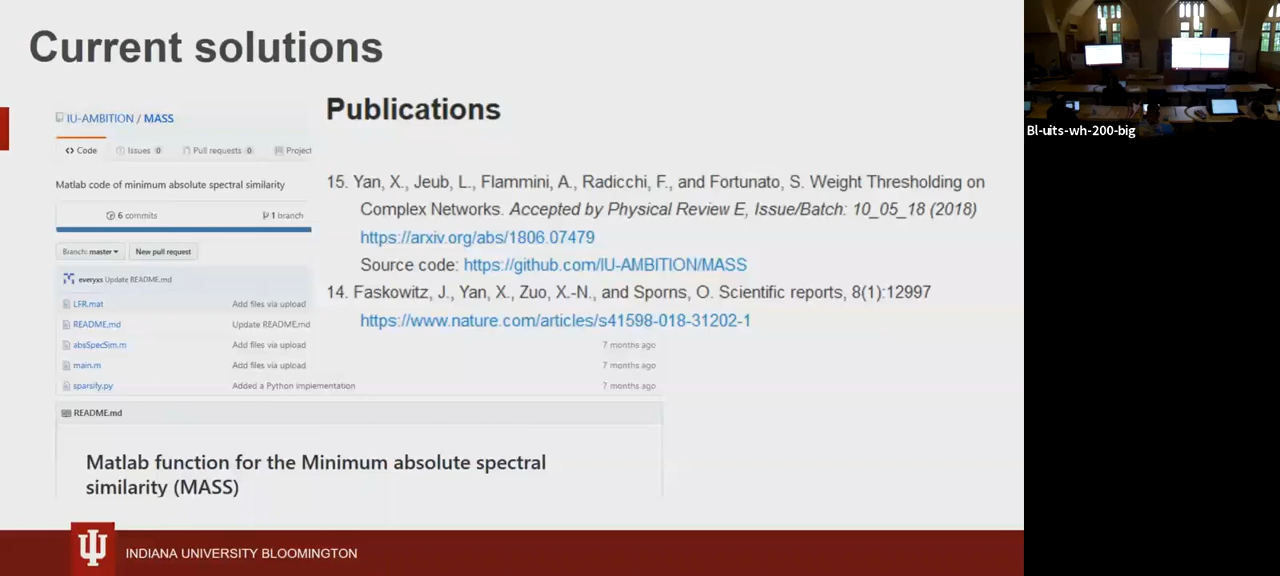 Current solutions
IU-AMBITION / MASS
Code Issues 0 Pull requests 0 Project
Matlab code of minimum absolute spectral similarity
6 commits 1 branch
Branch: master New pull request
everyxs Update README.md
LFR.mat Add files via upload
README.md Update README.md
absSpecSim.m Add files via upload 7 months ago
main.m Add files via upload 7 months ago
sparsify.py Added a Python implementation 7 months ago
README.md
Matlab function for the Minimum absolute spectral
similarity (MASS)
Publications
15. Yan, X., Jeub, L., Flammini, A., Radicchi, F., and Fortunato, S. Weight Thresholding on
Complex Networks. Accepted by Physical Review E, Issue/Batch: 10_05_18 (2018)
https://arxiv.org/abs/1806.07479
Source code: https://github.com/IU-AMBITION/MASS
14. Faskowitz, J., Yan, X., Zuo, X.-N., and Sporns, O. Scientific reports, 8(1):12997
https://www.nature.com/articles/s41598-018-31202-1
INDIANA UNIVERSITY BLOOMINGTON
Bl-uits-wh-200-big